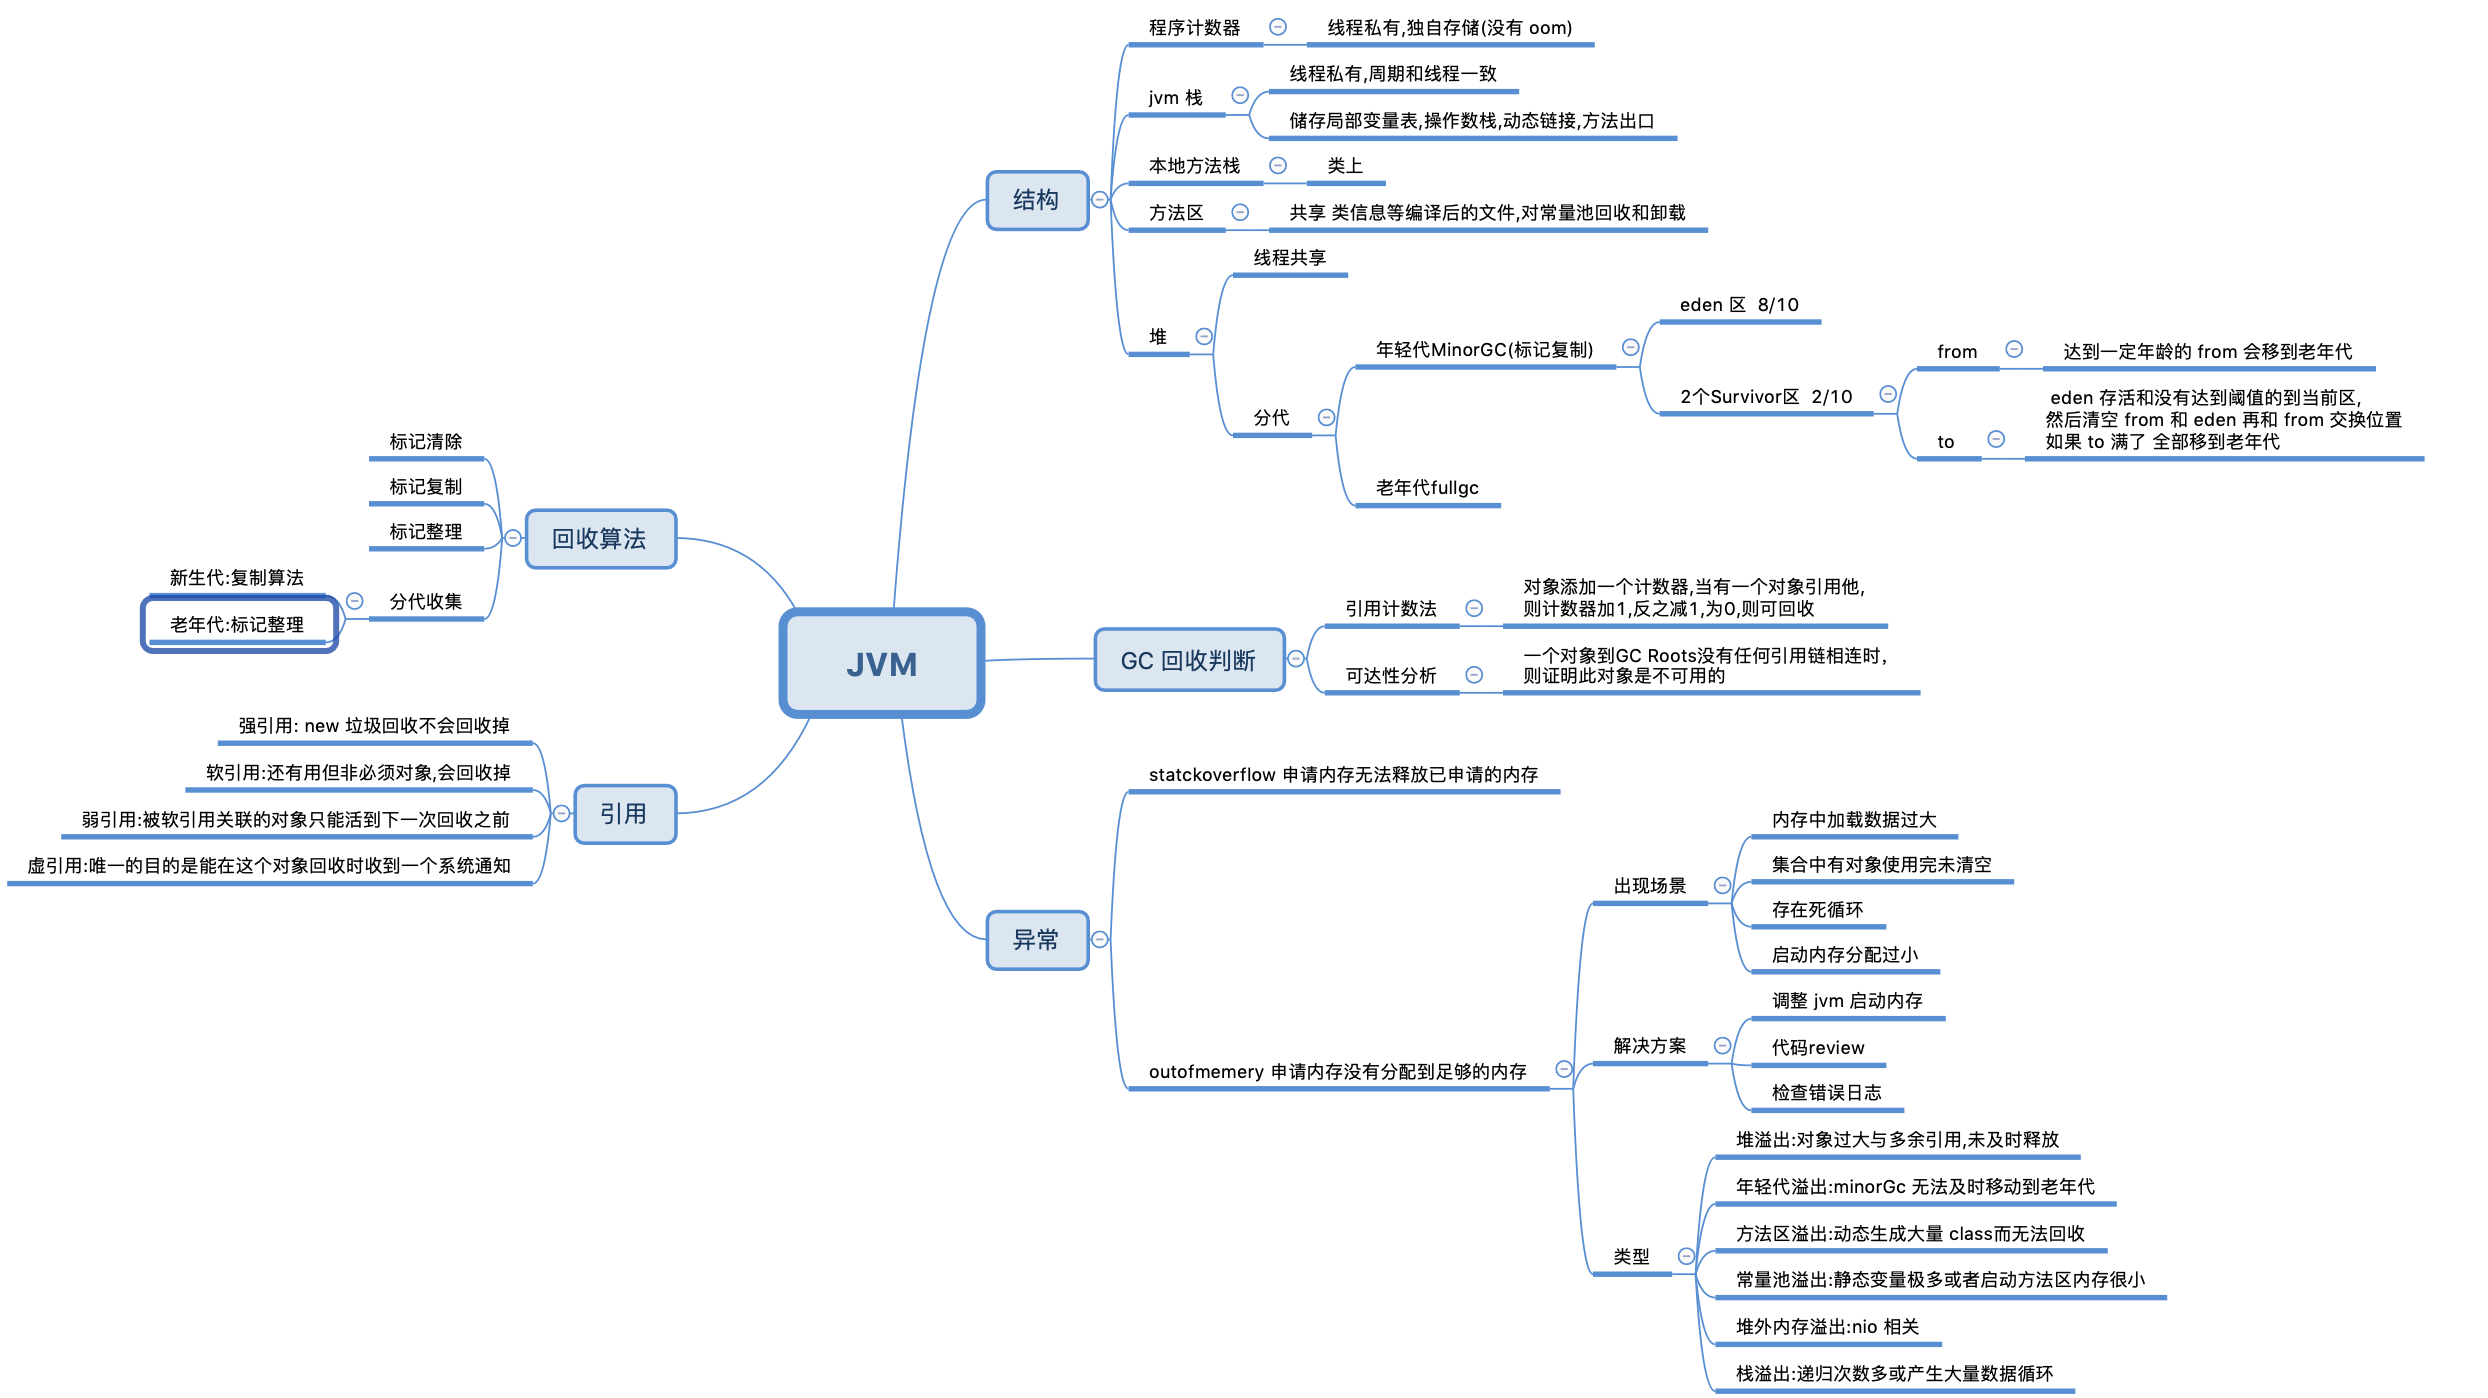 JVM
结构
程序计数器
线程私有,独自存储(没有 oom)
jvm 栈
线程私有,周期和线程一致
储存局部变量表,操作数栈,动态链接,方法出口
本地方法栈
类上
方法区
共享 类信息等编译后的文件,对常量池回收和卸载
堆
线程共享
分代
年轻代MinorGC(标记复制)
eden 区  8/10
2个Survivor区  2/10
from
达到一定年龄的 from 会移到老年代
to
eden 存活和没有达到阈值的到当前区,
然后清空 from 和 eden 再和 from 交换位置
如果 to 满了 全部移到老年代
老年代fullgc
GC 回收判断
引用计数法
对象添加一个计数器,当有一个对象引用他,
则计数器加1,反之减1,为0,则可回收
可达性分析
一个对象到GC Roots没有任何引用链相连时,
则证明此对象是不可用的
异常
statckoverflow 申请内存无法释放已申请的内存
outofmemery 申请内存没有分配到足够的内存
出现场景
内存中加载数据过大
集合中有对象使用完未清空
存在死循环
启动内存分配过小
解决方案
调整 jvm 启动内存
代码review
检查错误日志
类型
堆溢出:对象过大与多余引用,未及时释放
年轻代溢出:minorGc 无法及时移动到老年代
方法区溢出:动态生成大量 class而无法回收
常量池溢出:静态变量极多或者启动方法区内存很小
堆外内存溢出:nio 相关
栈溢出:递归次数多或产生大量数据循环
回收算法
标记清除
标记复制
标记整理
分代收集
新生代:复制算法
老年代:标记整理
引用
强引用: new 垃圾回收不会回收掉
软引用:还有用但非必须对象,会回收掉
弱引用:被软引用关联的对象只能活到下一次回收之前
虚引用:唯一的目的是能在这个对象回收时收到一个系统通知